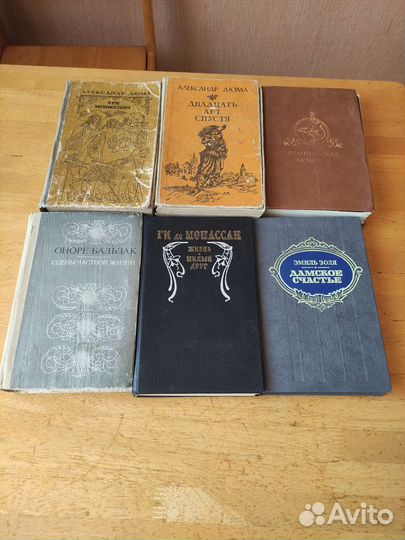 АЛЕКСАНДР ДЮМА
ТРИ
МУШКЕТЕРА
АЛЕКСАНДР ДЮМА
ДВАДЦАТЬ
ЛЕТ
СПУСТЯ
ФРАНЦУЗСКАЯ
ОНОРЕ БАЛЬЗАК
СЦЕНЫ ЧАСТНОЙ ЖИЗНИ
ГИ ДЕ МОПАССАН
ЖИЗНЬ
МИЛЫЙ
ДРУГ
ЭМИЛЬ ЗОЛЯ
ДАМСКОЕ
СЧАСТЬЕ
Avito